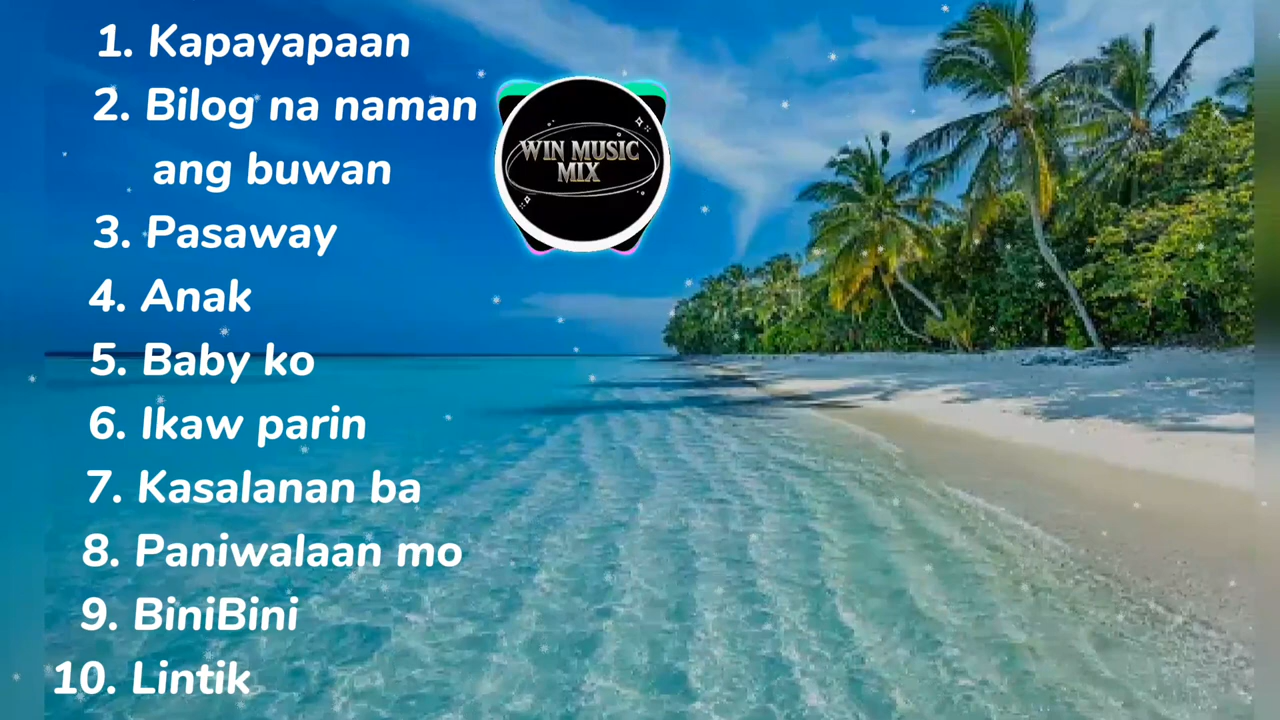 1. Kapayapaan
2. Bilog na naman
ang buwan
3. Pasaway
4. Anak
5. Baby ko
6. Ikaw parin
7. Kasalanan ba
8. Paniwalaan mo
9. BiniBini
10. Lintik
WIN MUSIC
MIX